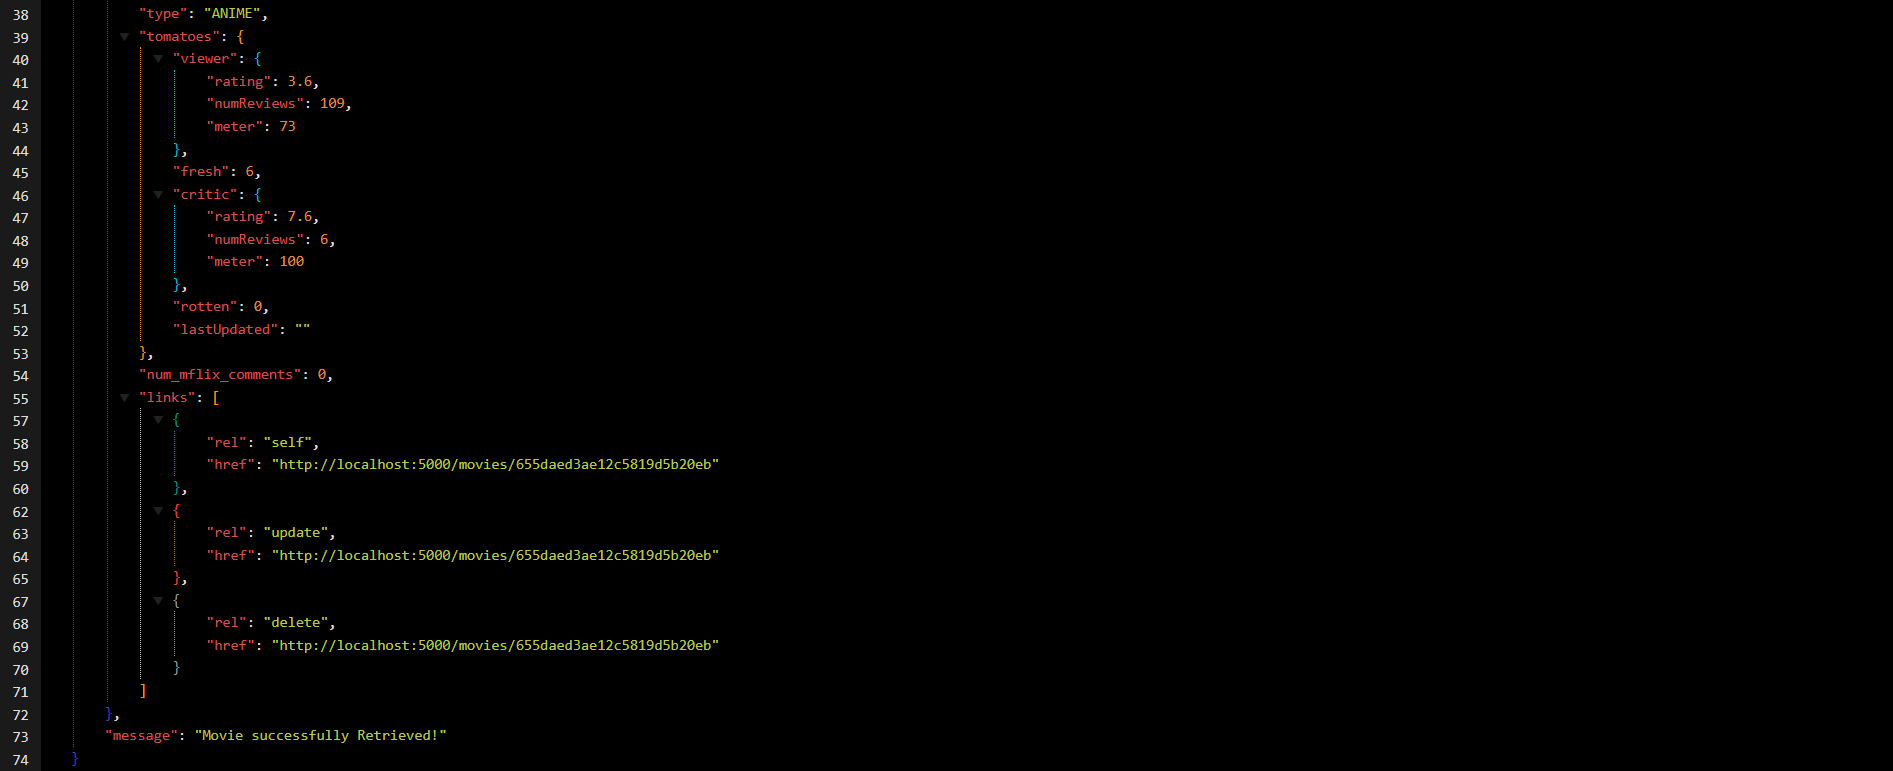 38 "type": "ANIME",
39 "tomatoes": {
40 "viewer": {
41 "rating": 3.6,
42 "numReviews": 109,
43 "meter": 73
44 },
45 "fresh": 6,
46 "critic": {
47 "rating": 7.6,
48 "numReviews": 6,
49 "meter": 100
50 },
51 "rotten": 0,
52 "lastUpdated": ""
53 },
54 "num_mflix_comments": 0,
55 "links": [
57 {
58 "rel": "self",
59 "href": "http://localhost:5000/movies/655daed3ae12c5819d5b20eb"
60 },
62 {
63 "rel": "update",
64 "href": "http://localhost:5000/movies/655daed3ae12c5819d5b20eb"
65 },
67 {
68 "rel": "delete",
69 "href": "http://localhost:5000/movies/655daed3ae12c5819d5b20eb"
70 }
71 ]
72 },
73 "message": "Movie successfully Retrieved!"
74 }